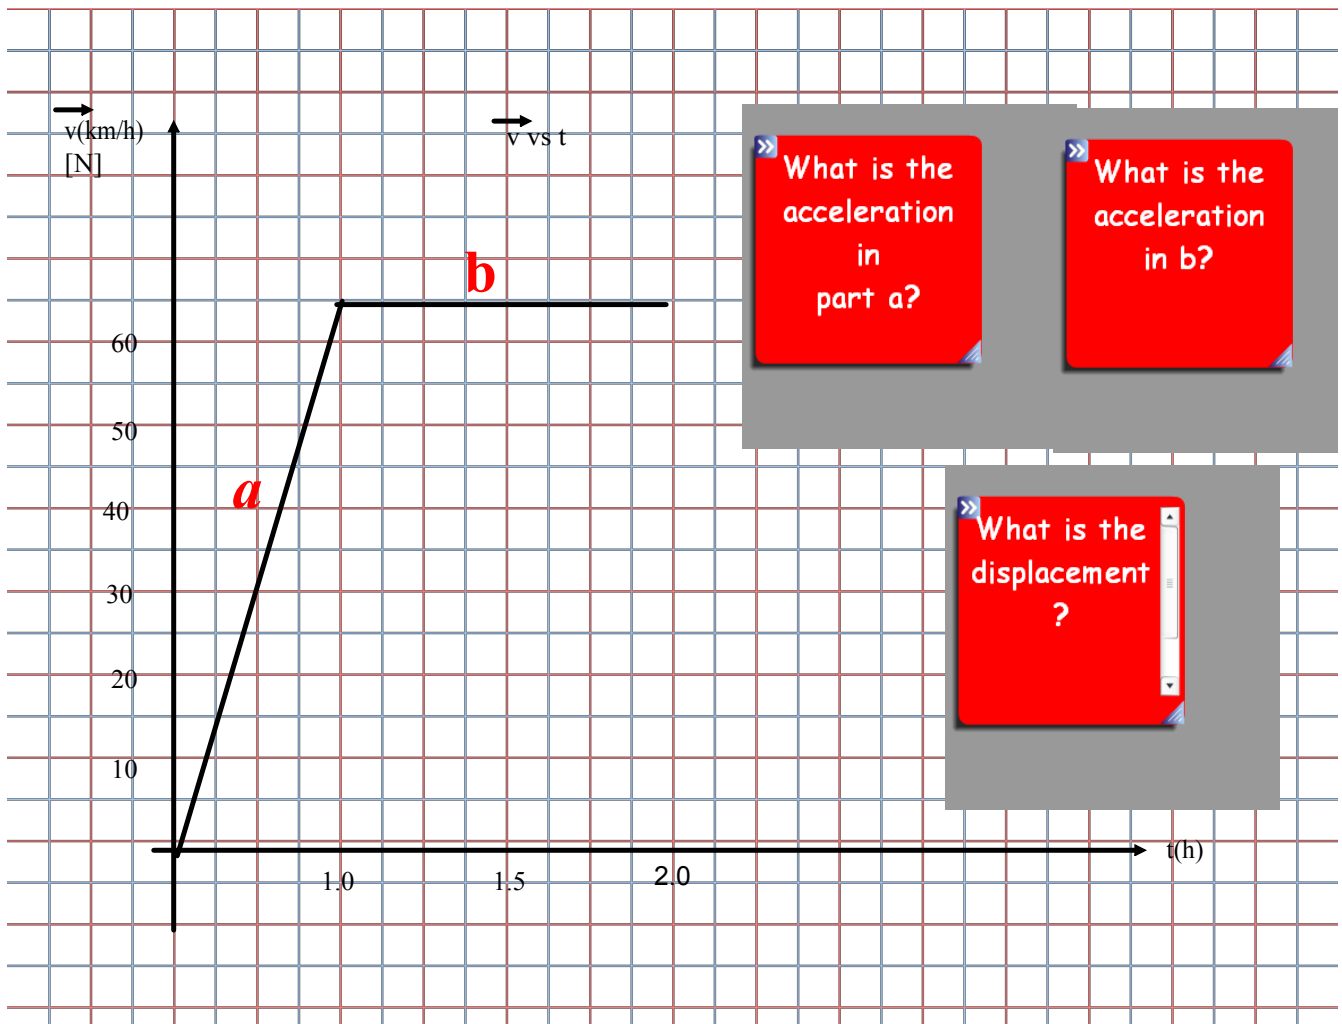 v(km/h)
[N]
v vs t
b
a
60
50
40
30
20
10
1.0
1.5
2.0
t(h)
What is the
acceleration
in
part a?
What is the
acceleration
in b?
What is the
displacement
?